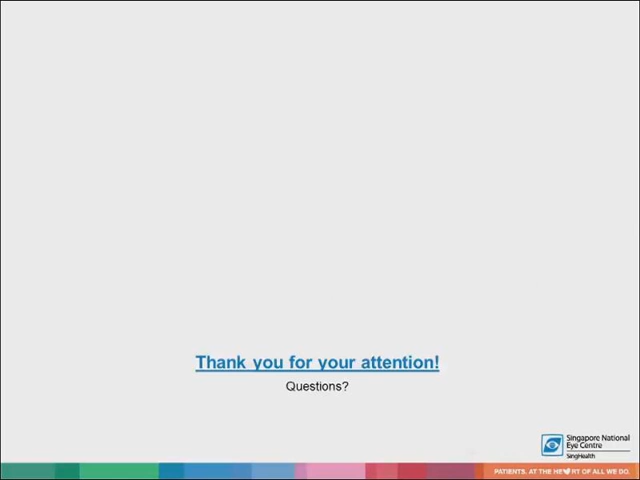 Thank you for your attention!
Questions?
Singapore National
Eye Centre
SingHealth
PATIENTS. AT THE HE❤RT OF ALL WE DO.